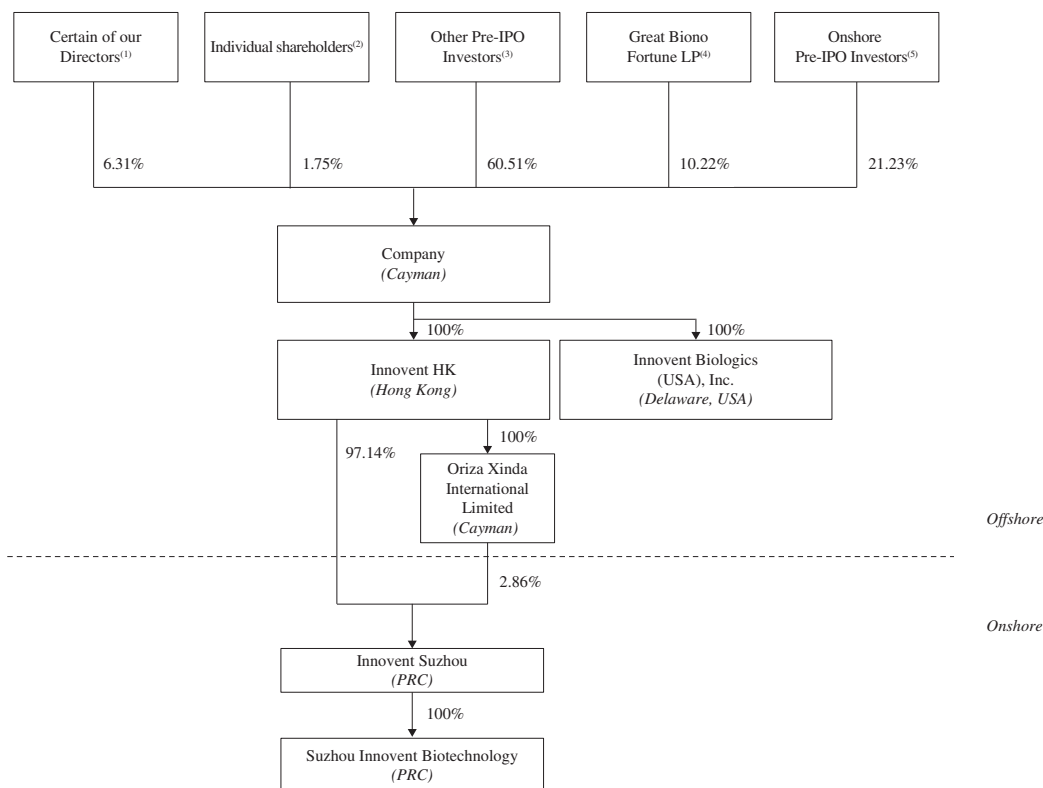 Certain of our
Directors(1)
Individual shareholders(2)
Other Pre-IPO
Investors(3)
Great Biono
Fortune LP(4)
Onshore
Pre-IPO Investors(5)
6.31%
1.75%
60.51%
10.22%
21.23%
Company
(Cayman)
100%
100%
Innovent HK
(Hong Kong)
Innovent Biologics
(USA), Inc.
(Delaware, USA)
97.14%
100%
Oriza Xinda
International
Limited
(Cayman)
Offshore
2.86%
Onshore
Innovent Suzhou
(PRC)
100%
Suzhou Innovent Biotechnology
(PRC)